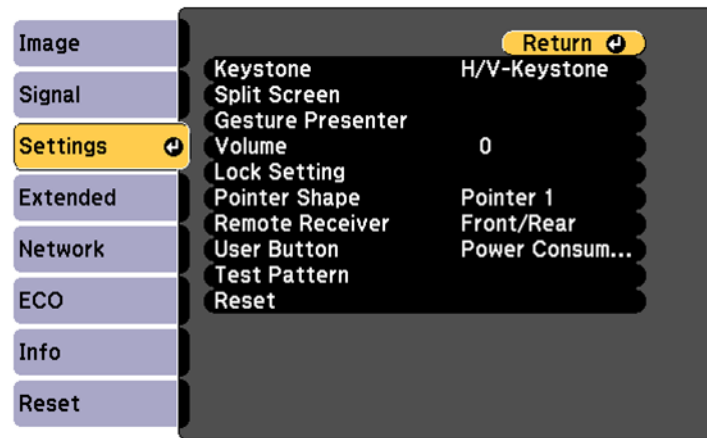 Image
Signal
Settings
Extended
Network
ECO
Info
Reset
Return
Keystone H/V-Keystone
Split Screen
Gesture Presenter
Volume 0
Lock Setting
Pointer Shape Pointer 1
Remote Receiver Front/Rear
User Button Power Consum...
Test Pattern
Reset